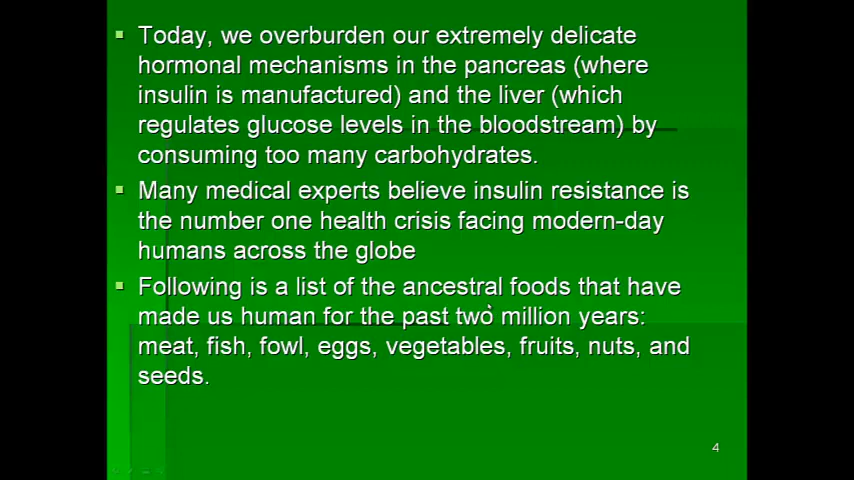 Today, we overburden our extremely delicate
hormonal mechanisms in the pancreas (where
insulin is manufactured) and the liver (which
regulates glucose levels in the bloodstream) by
consuming too many carbohydrates.
Many medical experts believe insulin resistance is
the number one health crisis facing modern-day
humans across the globe
Following is a list of the ancestral foods that have
made us human for the past two million years:
meat, fish, fowl, eggs, vegetables, fruits, nuts, and
seeds.
4